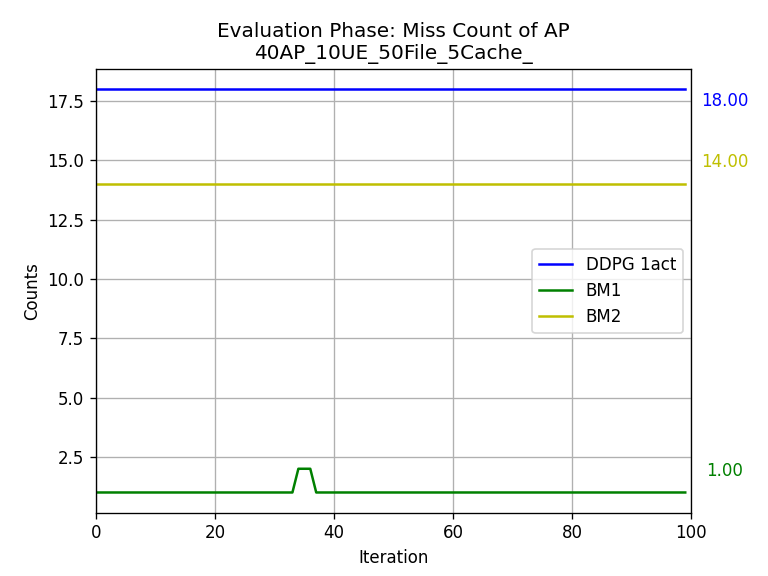 Evaluation Phase: Miss Count of AP
40AP_10UE_50File_5Cache_
17.5
15.0
12.5
10.0
7.5
5.0
2.5
Counts
0
20
40
60
80
100
Iteration
18.00
14.00
1.00
DDPG 1act
BM1
BM2